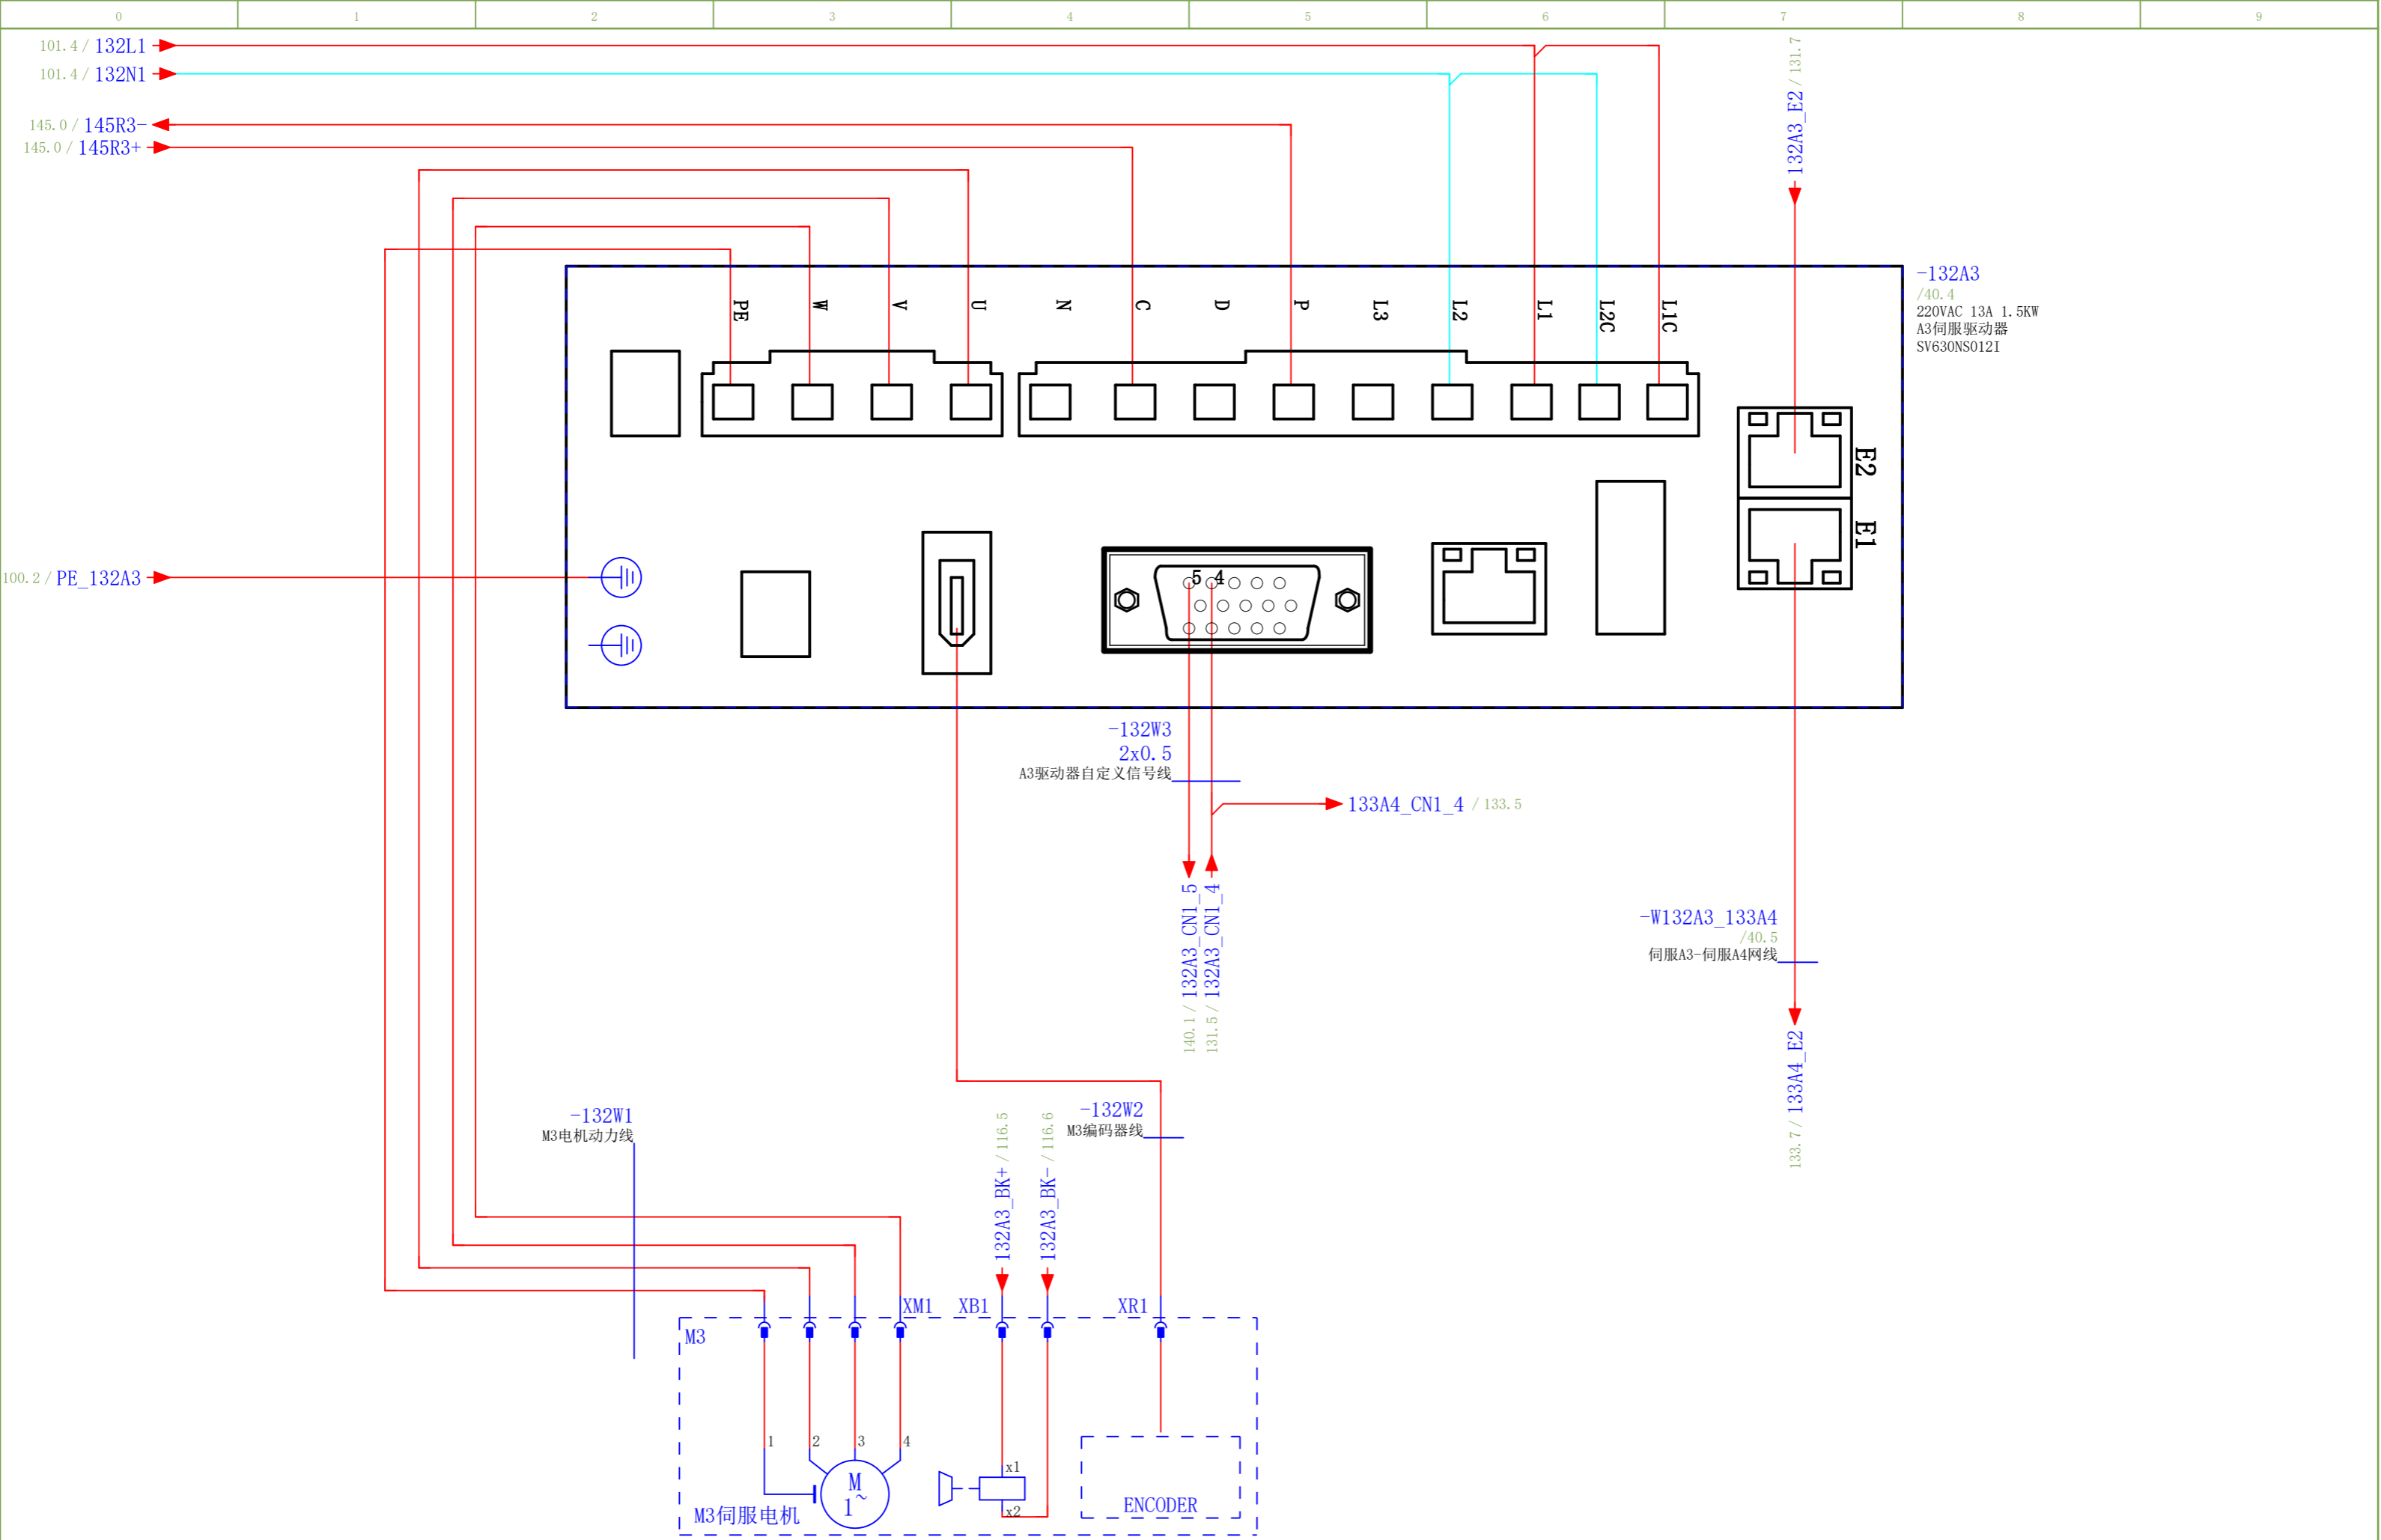 0 1 2 3 4 5 6 7 8 9
101.4 / 132L1
101.4 / 132N1
145.0 / 145R3-
145.0 / 145R3+
132A3_E2 / 131.7
-132A3
/40.4
220VAC 13A 1.5KW
A3伺服驱动器
SV630NS012I
PE W V U N C D P L3 L2 L1 L2C L1C
E2
E1
100.2 / PE_132A3
5 4
-132W3
2x0.5
A3驱动器自定义信号线
133A4_CN1_4 / 133.5
140.1 / 132A3_CN1_5
131.5 / 132A3_CN1_4
-W132A3_133A4
/40.5
伺服A3-伺服A4网线
133.7 / 133A4_E2
-132W1
M3电机动力线
132A3_BK+ / 116.5
132A3_BK- / 116.6
-132W2
M3编码器线
XM1 XB1 XR1
M3
1 2 3 4
M
1~
x1
x2
ENCODER
M3伺服电机